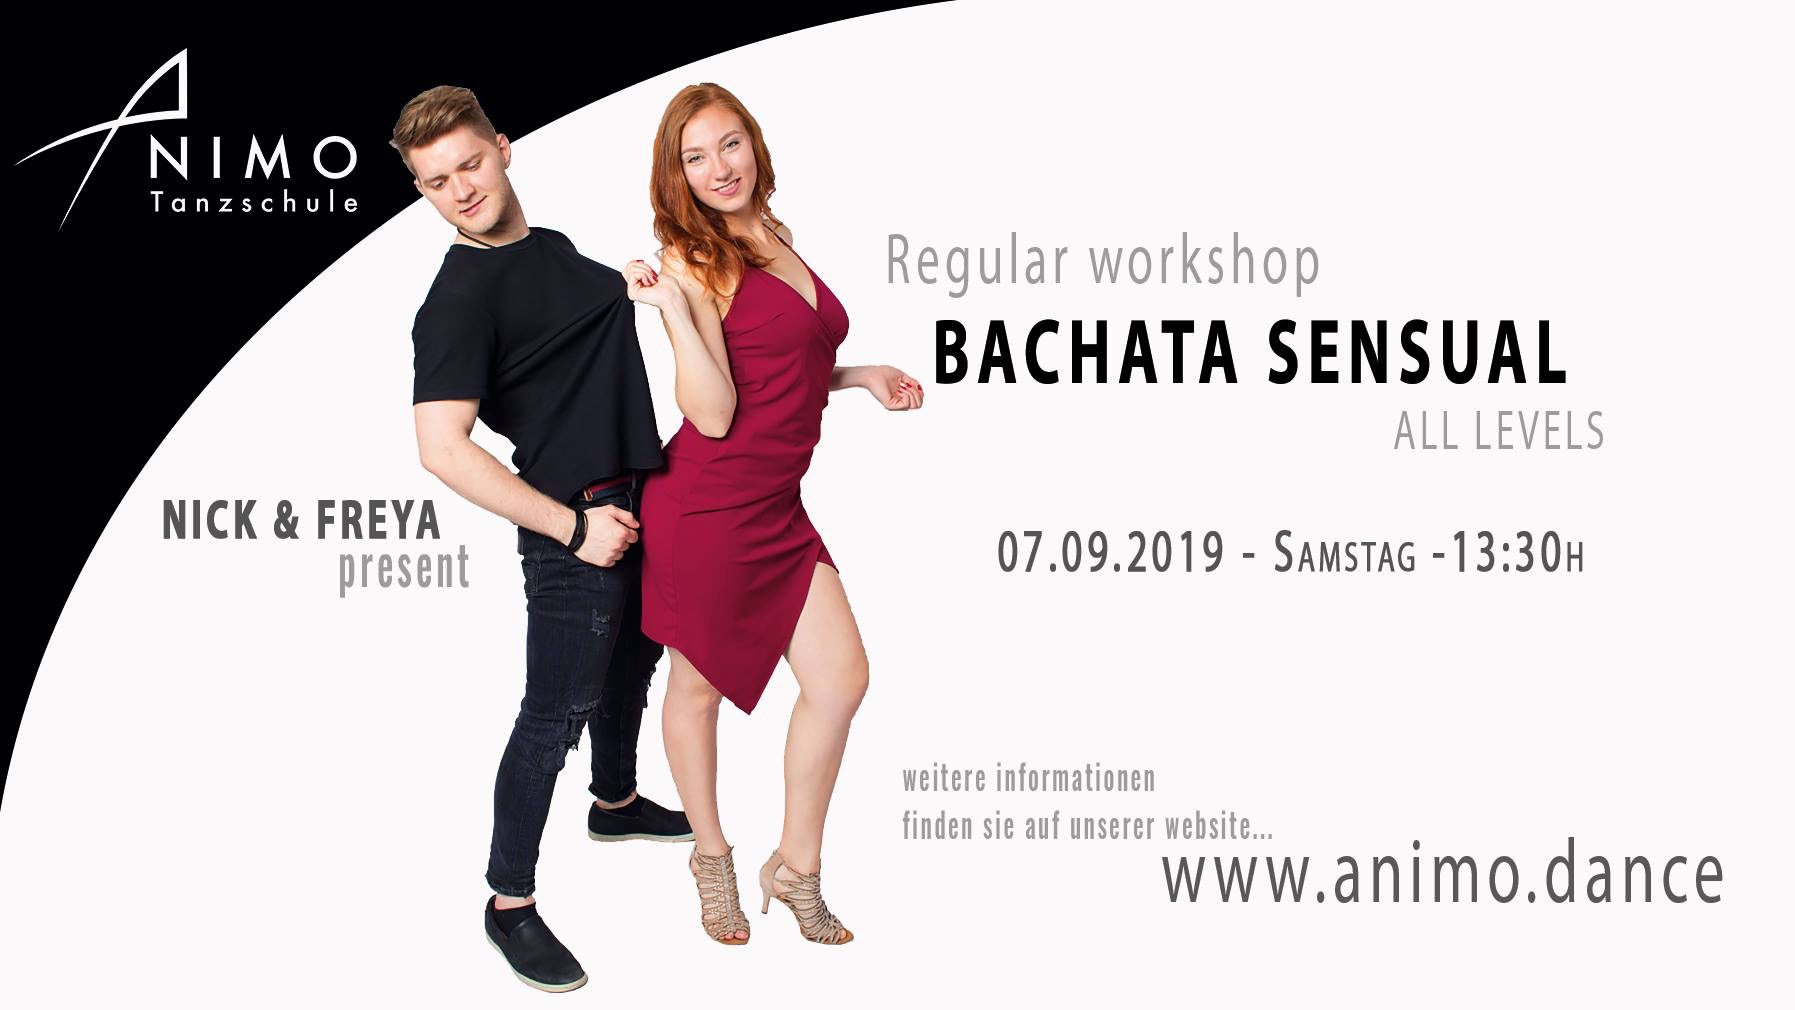 ANIMO
Tanzschule
Regular workshop
BACHATA SENSUAL
ALL LEVELS
NICK & FREYA
present
07.09.2019 - Samstag -13:30h
weitere informationen
finden sie auf unserer website...
www.animo.dance